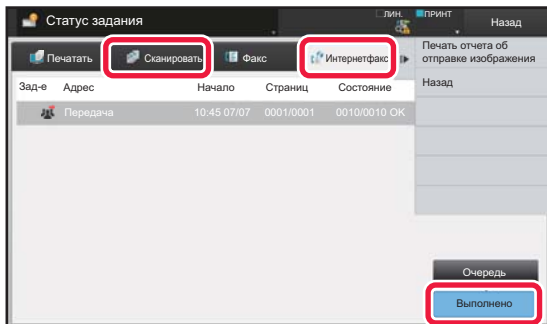 Статус задания
ЛИН.
ПРИНТ
Назад
Печатать
Сканировать
Факс
Интернетфакс
Печать отчета об
отправке изображения
Назад
Зад-е Адрес Начало Страниц Состояние
Передача 10:45 07/07 0001/0001 0010/0010 OK
Очередь
Выполнено